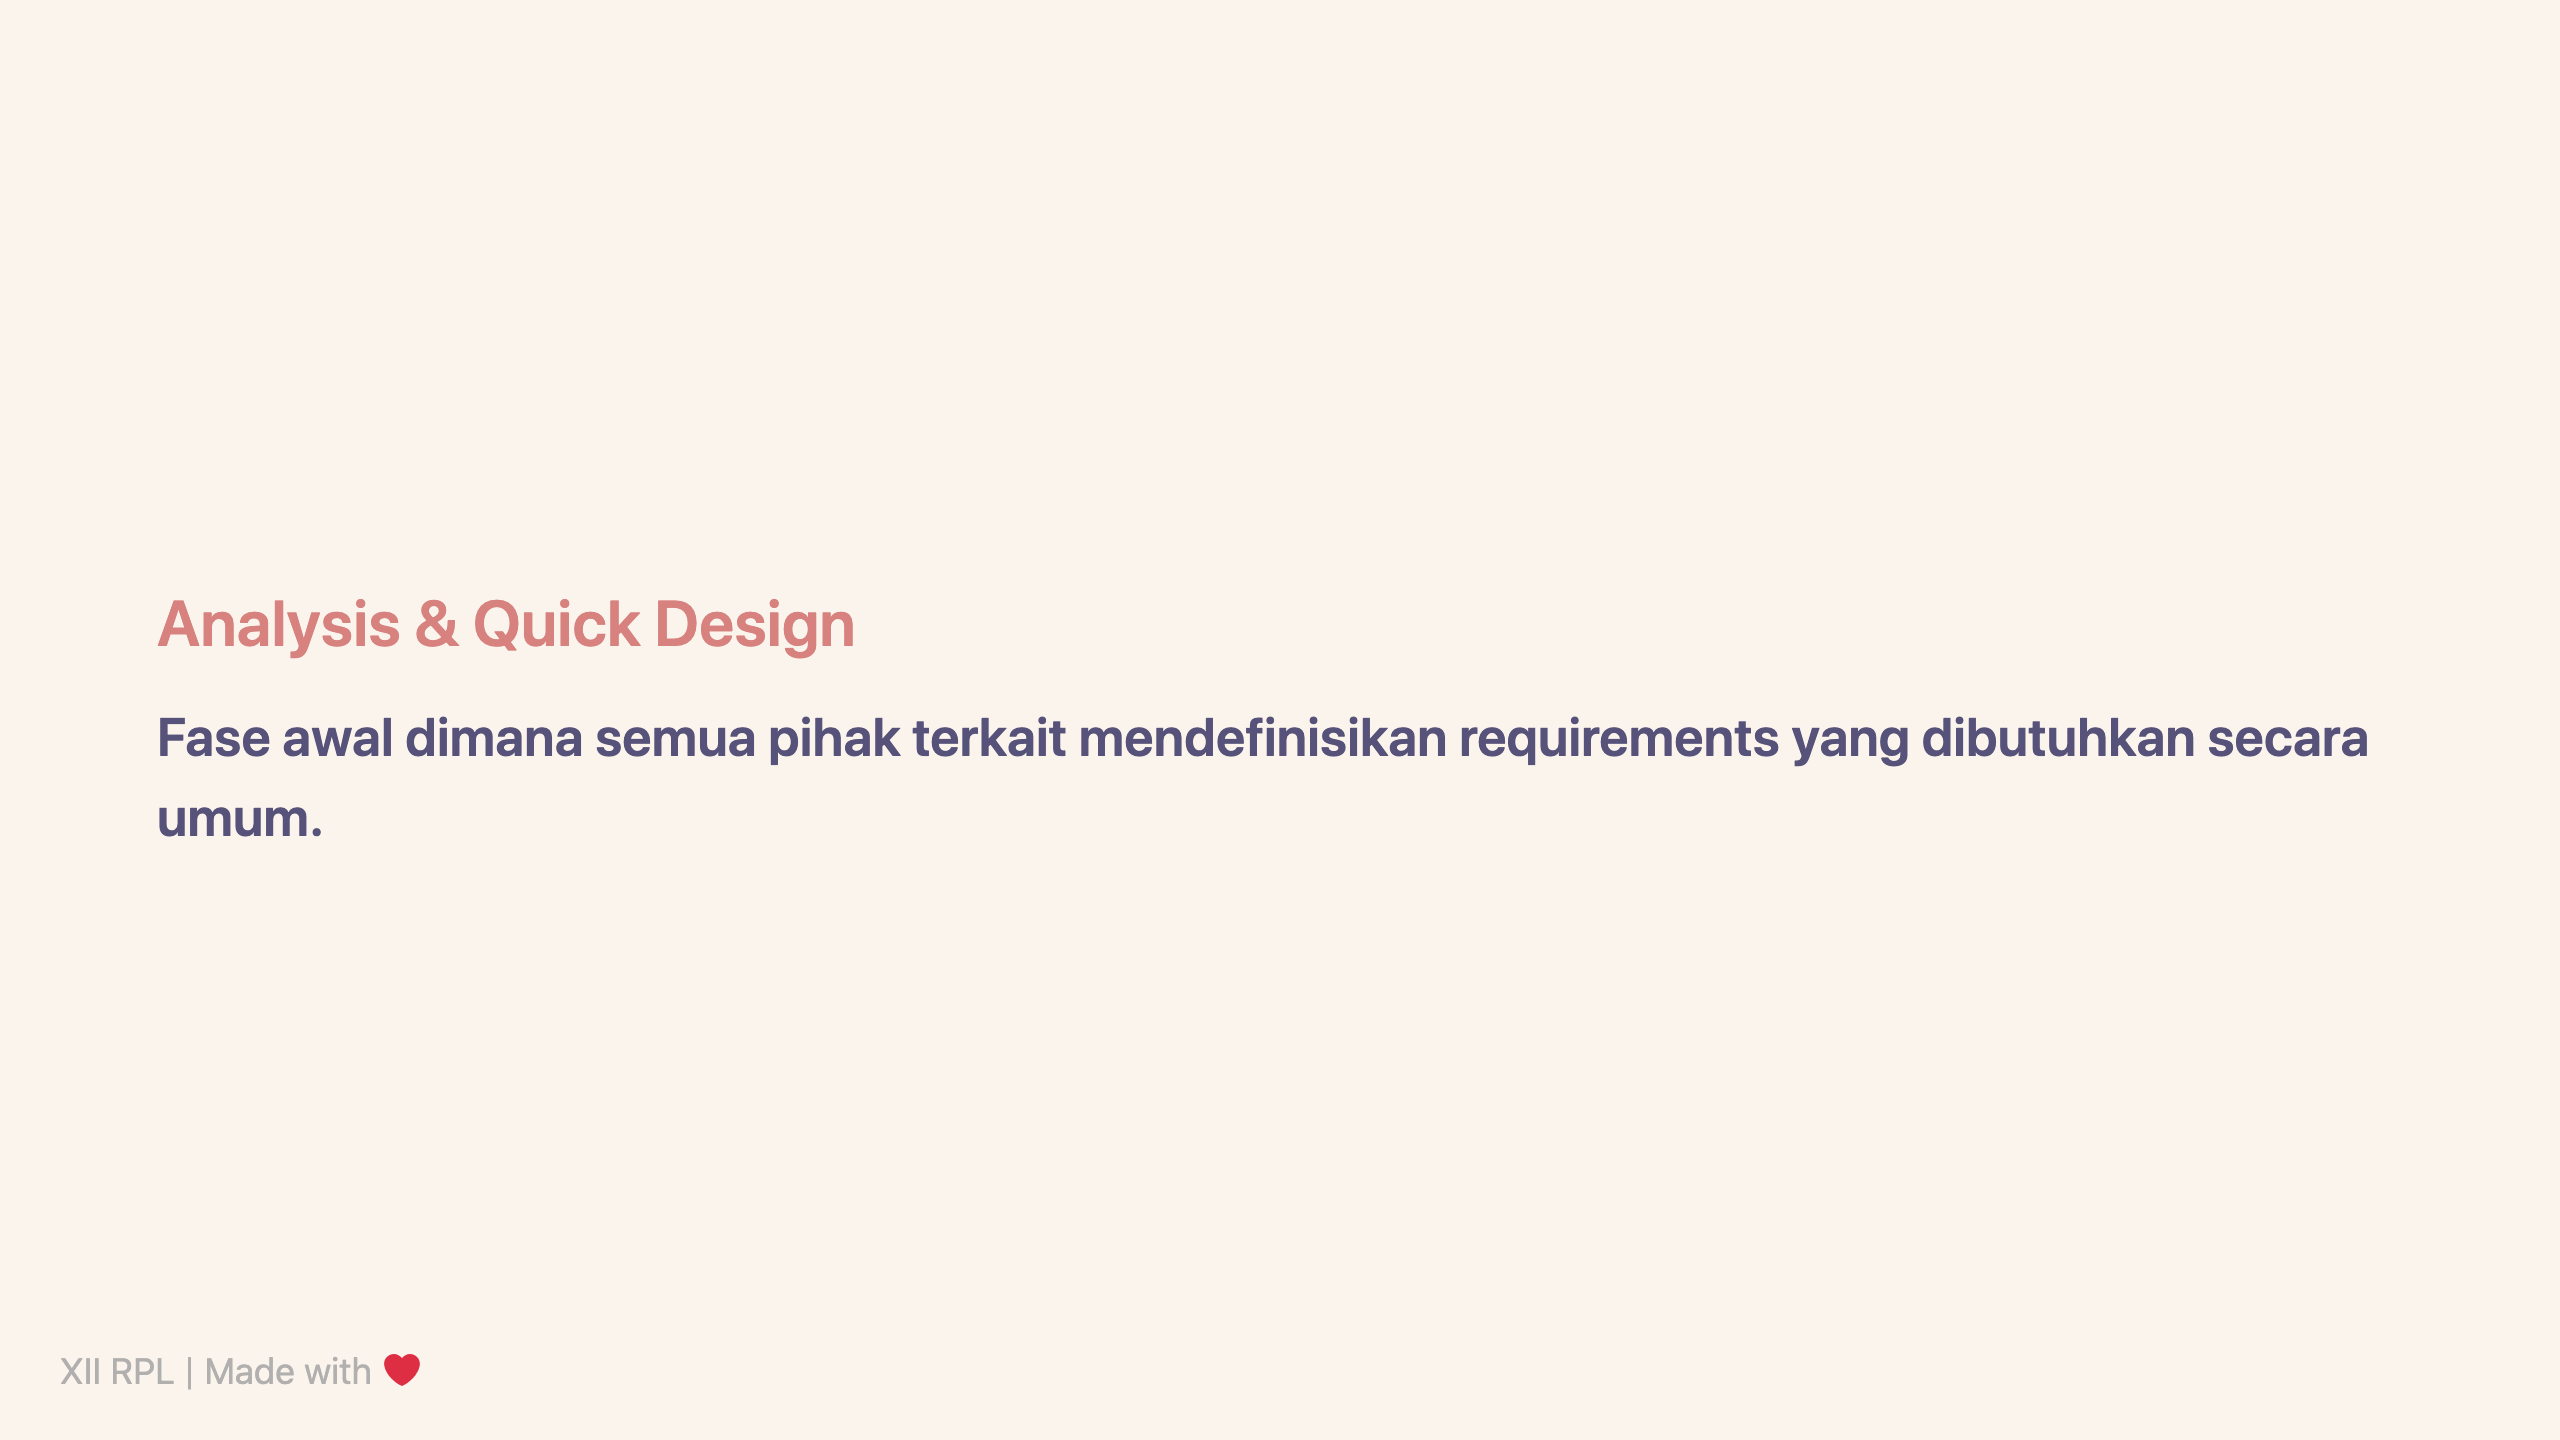 Analysis & Quick Design
Fase awal dimana semua pihak terkait mendefinisikan requirements yang dibutuhkan secara
umum.
XII RPL | Made with ❤️